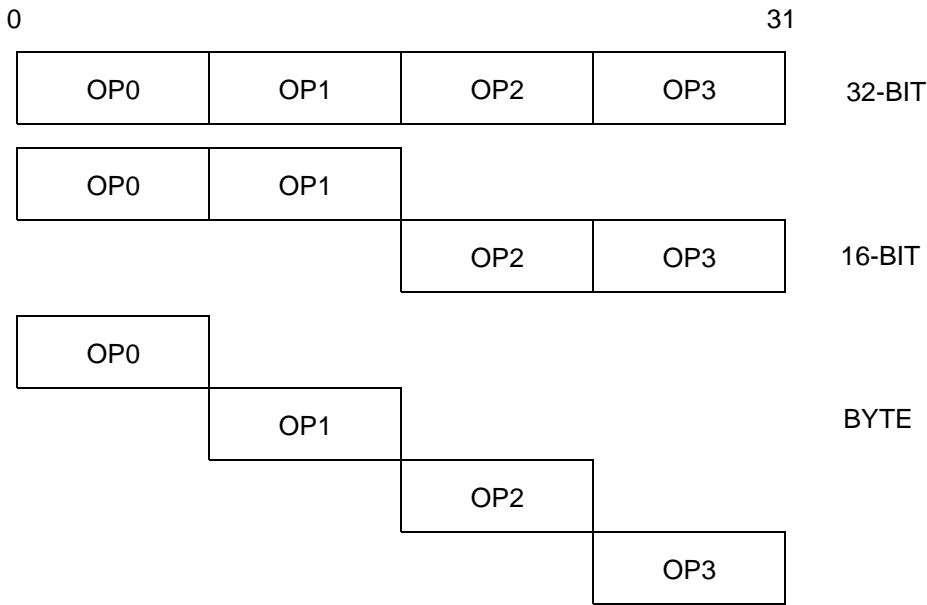 0 31
OP0 OP1 OP2 OP3 32-BIT
OP0 OP1
OP2 OP3 16-BIT
OP0
OP1 BYTE
OP2
OP3